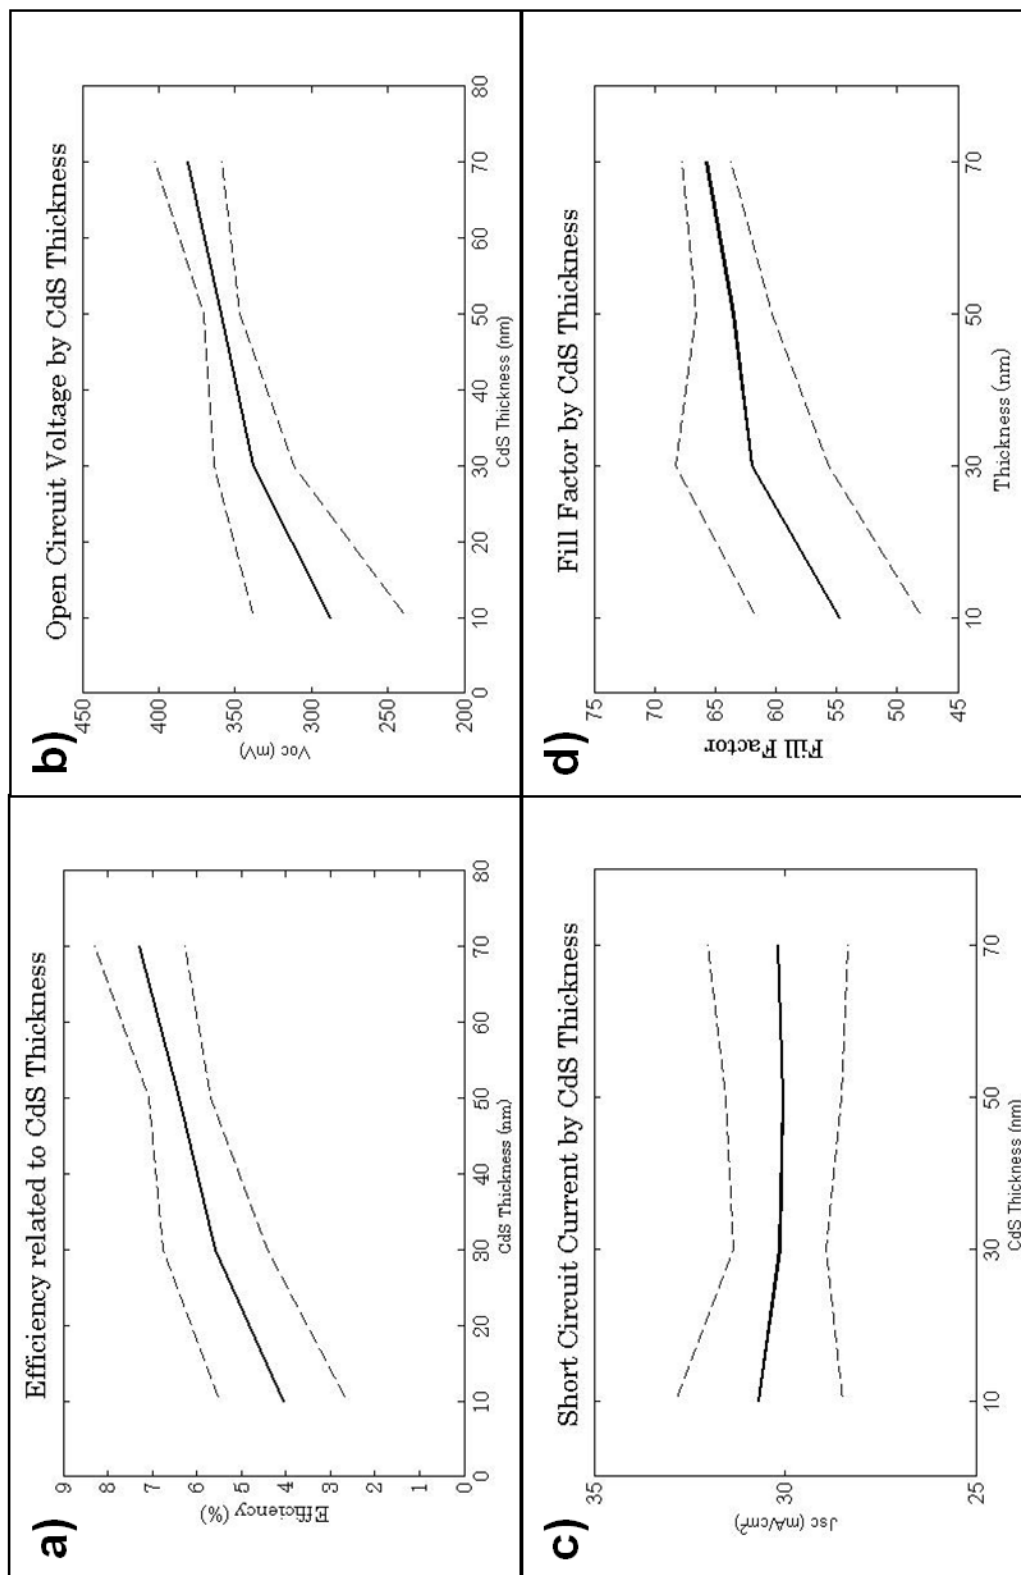 a)
Efficiency related to CdS Thickness
Efficiency (%)
9
8
7
6
5
4
3
2
1
0
0 10 20 30 40 50 60 70 80
CdS Thickness (nm)
b)
Open Circuit Voltage by CdS Thickness
Voc (mV)
450
400
350
300
250
200
0 10 20 30 40 50 60 70 80
CdS Thickness (nm)
c)
Short Circuit Current by CdS Thickness
Jsc (mA/cm²)
35
30
25
10 30 50 70
CdS Thickness (nm)
d)
Fill Factor by CdS Thickness
Fill Factor
75
70
65
60
55
50
45
10 30 50 70
Thickness (nm)